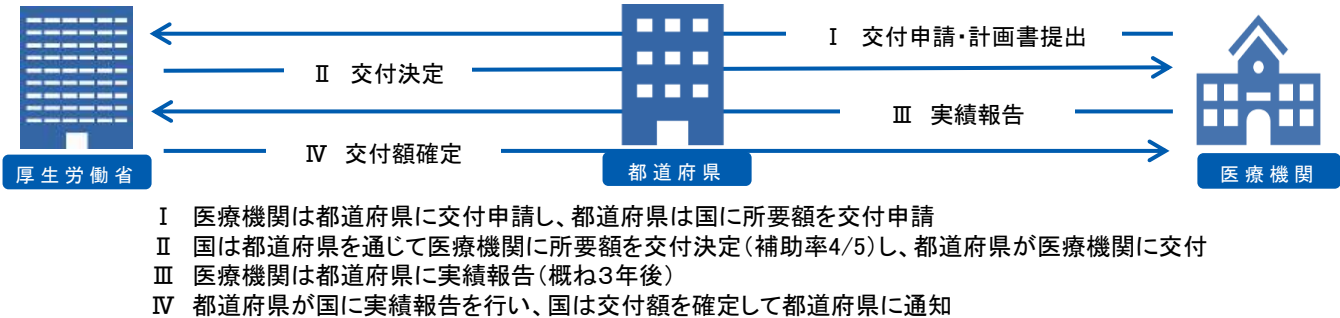 Ⅰ 交付申請・計画書提出
Ⅱ 交付決定
Ⅲ 実績報告
Ⅳ 交付額確定
厚生労働省
都道府県
医療機関
Ⅰ 医療機関は都道府県に交付申請し、都道府県は国に所要額を交付申請
Ⅱ 国は都道府県を通じて医療機関に所要額を交付決定(補助率4/5)し、都道府県が医療機関に交付
Ⅲ 医療機関は都道府県に実績報告(概ね3年後)
Ⅳ 都道府県が国に実績報告を行い、国は交付額を確定して都道府県に通知